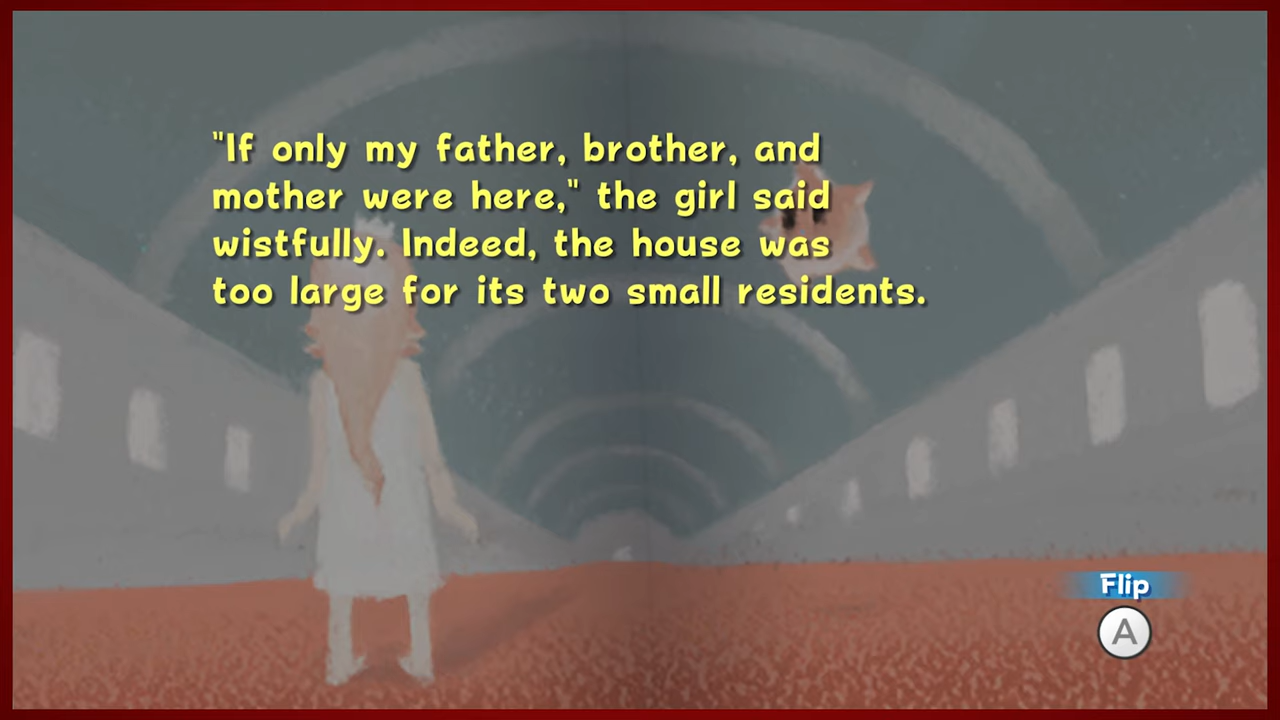 "If only my father, brother, and
mother were here," the girl said
wistfully. Indeed, the house was
too large for its two small residents.
Flip
A